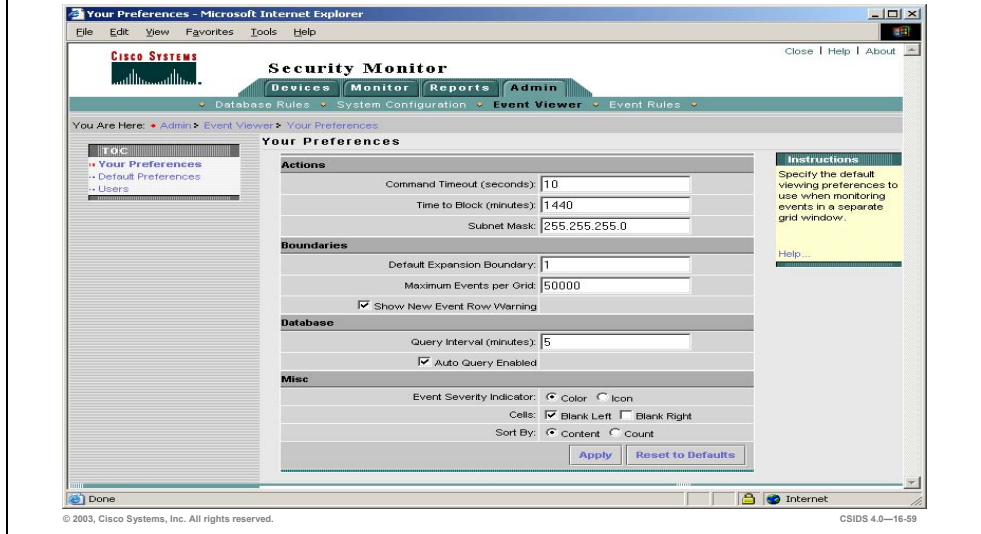 Your Preferences - Microsoft Internet Explorer
File Edit View Favorites Tools Help
Close | Help | About
CISCO SYSTEMS
Security Monitor
Devices Monitor Reports Admin
Database Rules System Configuration Event Viewer Event Rules
You Are Here: • Admin > Event Viewer > Your Preferences
Your Preferences
TOC
Your Preferences
Default Preferences
Users
Actions
Command Timeout (seconds): 10
Time to Block (minutes): 1440
Subnet Mask: 255.255.255.0
Boundaries
Default Expansion Boundary: 1
Maximum Events per Grid: 50000
Show New Event Row Warning
Database
Query Interval (minutes): 5
Auto Query Enabled
Misc
Event Severity Indicator: Color Icon
Cells: Blank Left Blank Right
Sort By: Content Count
Apply Reset to Defaults
Instructions
Specify the default
viewing preferences to
use when monitoring
events in a separate
grid window.
Help...
Done
Internet
© 2003, Cisco Systems, Inc. All rights reserved.
CSIDS 4.0—16-59